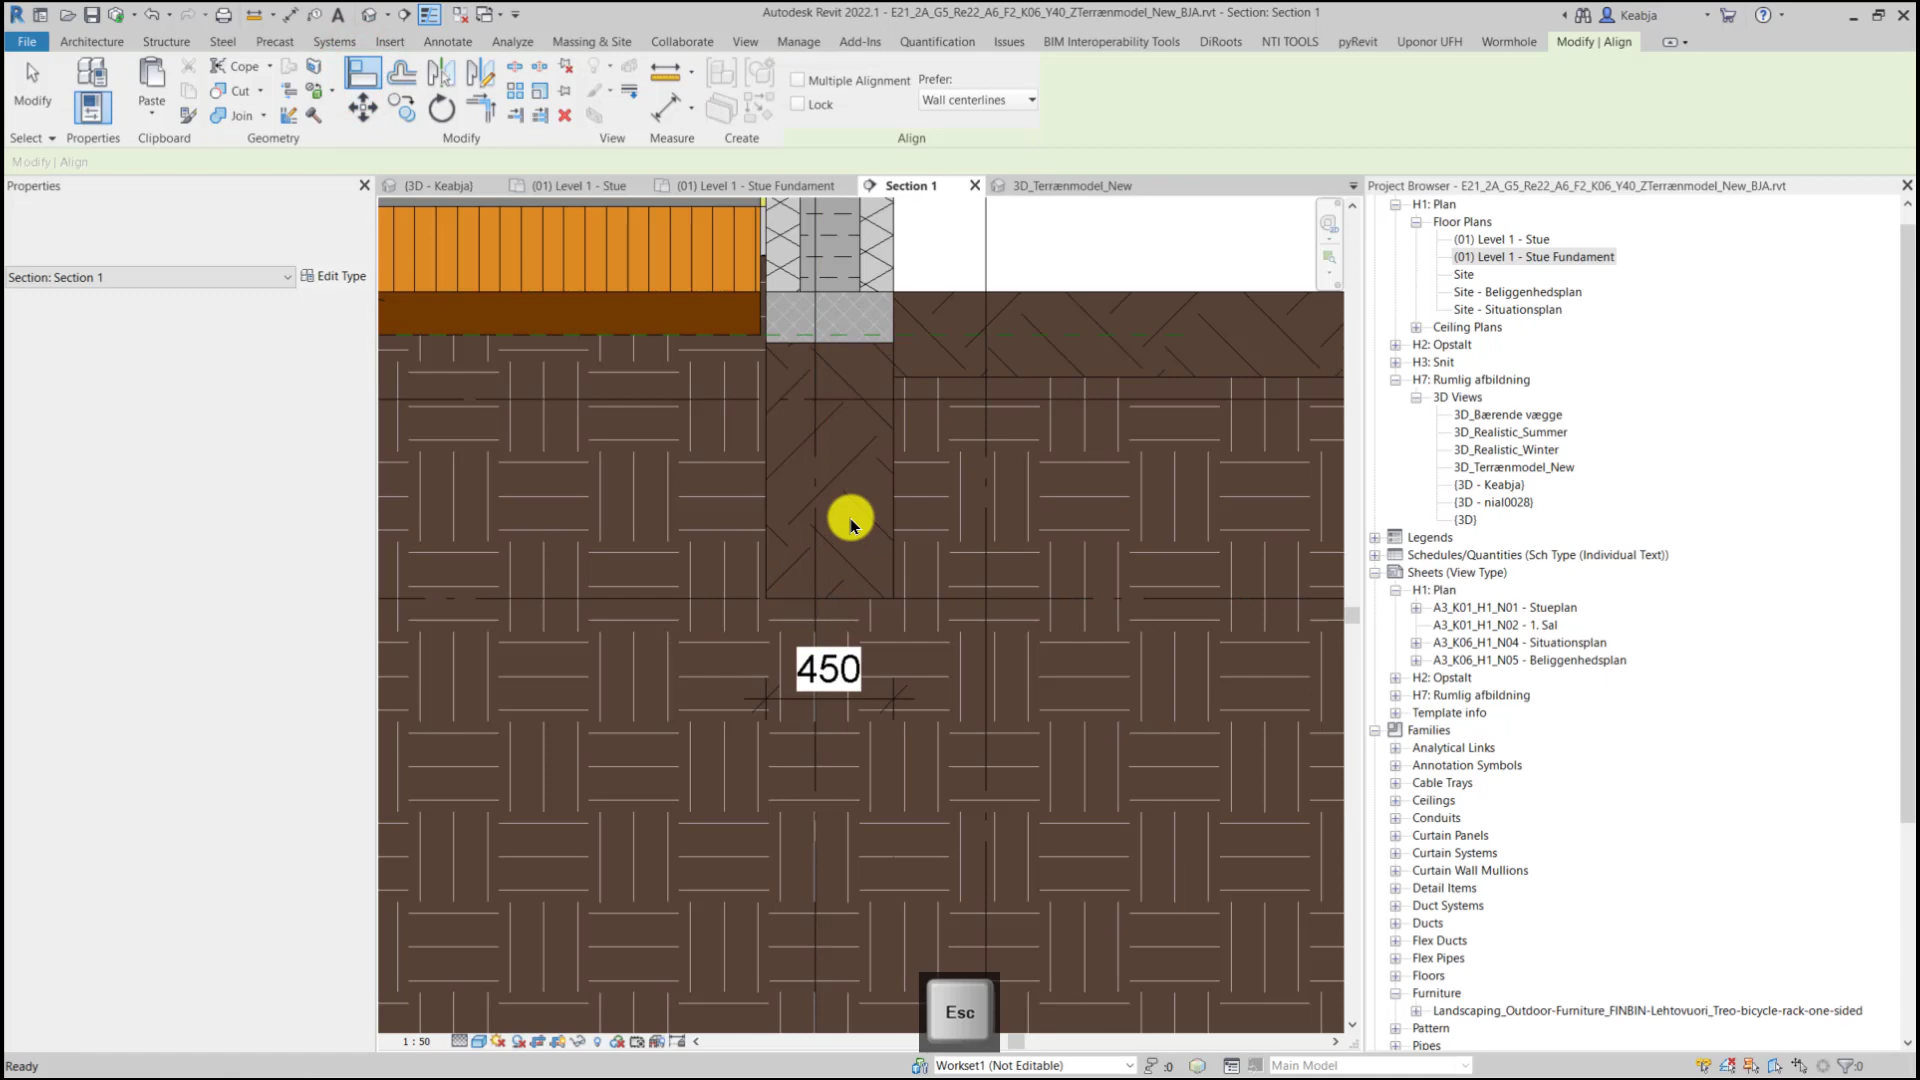 Autodesk Revit 2022.1 - E21_2A_G5_Re22_A6_F2_K06_Y40_ZTerrænmodel_New_BJA.rvt - Section: Section 1
Keabja
File Architecture Structure Steel Precast Systems Insert Annotate Analyze Massing & Site Collaborate View Manage Add-Ins Quantification Issues BIM Interoperability Tools DiRoots NTI TOOLS pyRevit Uponor UFH Wormhole Modify | Align
Modify
Paste
Cope
Cut
Join
Multiple Alignment
Lock
Prefer:
Wall centerlines
Select Properties Clipboard Geometry Modify View Measure Create Align
Modify | Align
Properties
Section: Section 1
Edit Type
{3D - Keabja}
(01) Level 1 - Stue
(01) Level 1 - Stue Fundament
Section 1
3D_Terrænmodel_New
450
Esc
1 : 50
Project Browser - E21_2A_G5_Re22_A6_F2_K06_Y40_ZTerrænmodel_New_BJA.rvt
H1: Plan
Floor Plans
(01) Level 1 - Stue
(01) Level 1 - Stue Fundament
Site
Site - Beliggenhedsplan
Site - Situationsplan
Ceiling Plans
H2: Opstalt
H3: Snit
H7: Rumlig afbildning
3D Views
3D_Bærende vægge
3D_Realistic_Summer
3D_Realistic_Winter
3D_Terrænmodel_New
{3D - Keabja}
{3D - nial0028}
{3D}
Legends
Schedules/Quantities (Sch Type (Individual Text))
Sheets (View Type)
H1: Plan
A3_K01_H1_N01 - Stueplan
A3_K01_H1_N02 - 1. Sal
A3_K06_H1_N04 - Situationsplan
A3_K06_H1_N05 - Beliggenhedsplan
H2: Opstalt
H7: Rumlig afbildning
Template info
Families
Analytical Links
Annotation Symbols
Cable Trays
Ceilings
Conduits
Curtain Panels
Curtain Systems
Curtain Wall Mullions
Detail Items
Duct Systems
Ducts
Flex Ducts
Flex Pipes
Floors
Furniture
Landscaping_Outdoor-Furniture_FINBIN-Lehtovuori_Treo-bicycle-rack-one-sided
Pattern
Pipes
Ready
Workset1 (Not Editable)
:0
Main Model
:0